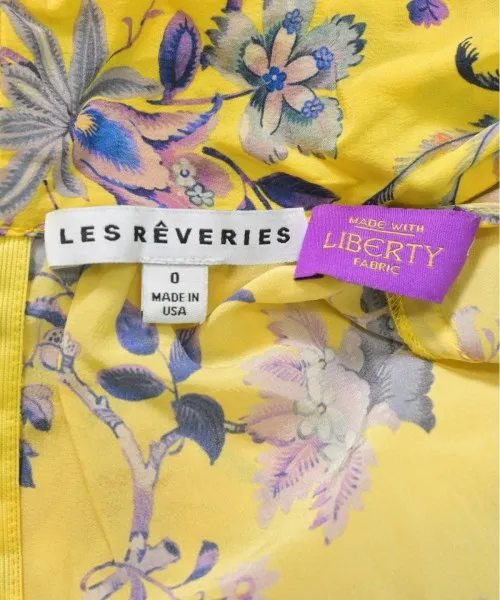 LES RÊVERIES
0
MADE IN
USA
MADE WITH
LIBERTY
FABRIC